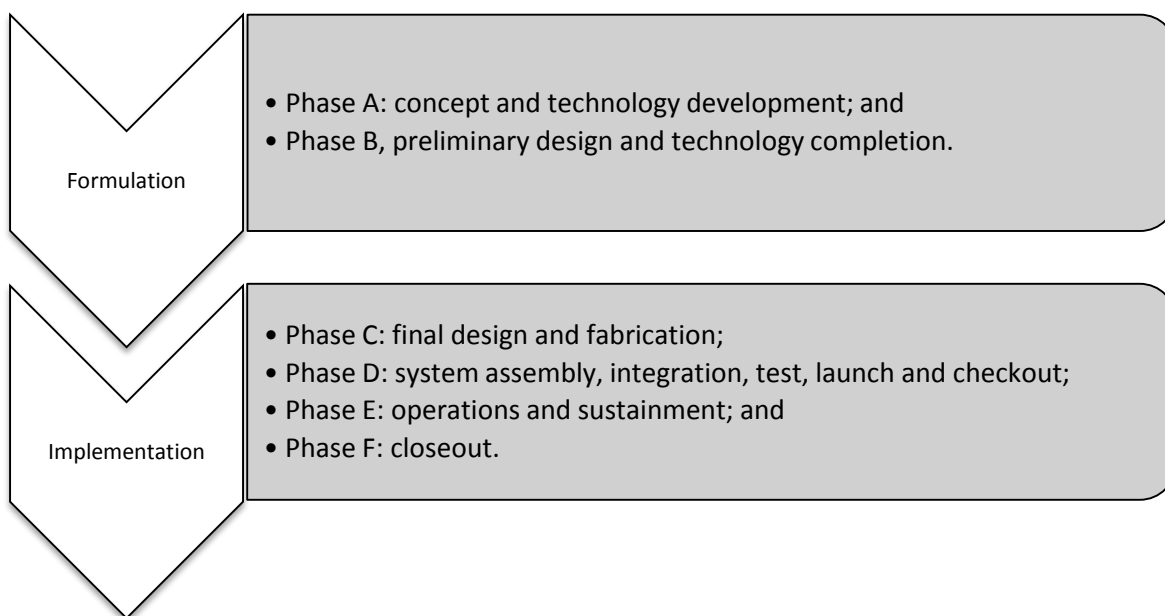 Formulation
• Phase A: concept and technology development; and
• Phase B, preliminary design and technology completion.
Implementation
• Phase C: final design and fabrication;
• Phase D: system assembly, integration, test, launch and checkout;
• Phase E: operations and sustainment; and
• Phase F: closeout.